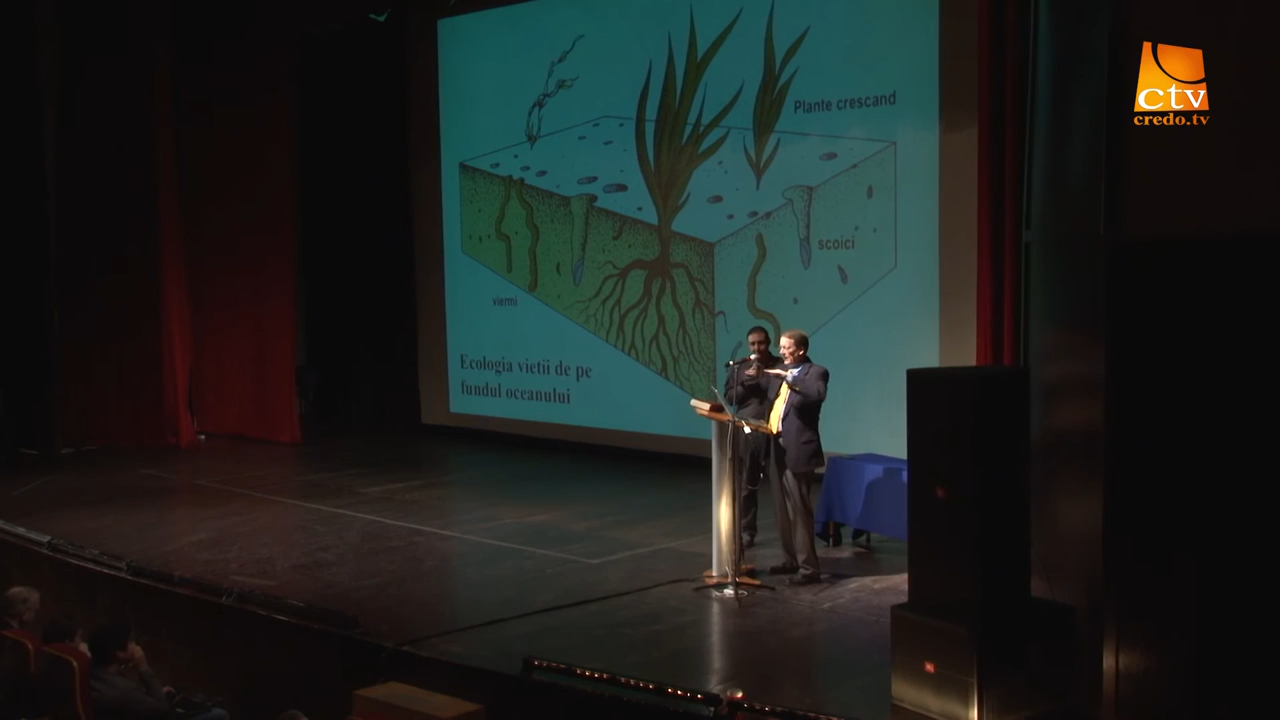 ctv
credo.tv
Plante crescand
scoici
viermi
Ecologia vietii de pe
fundul oceanului